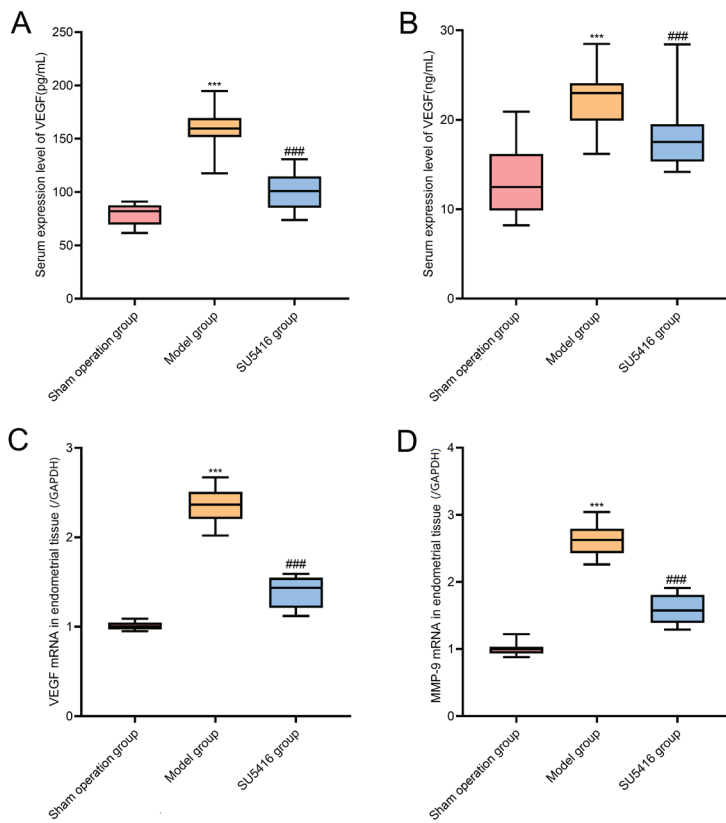 A
Serum expression level of VEGF(pg/mL)
250
200
150
100
50
0
***
###
Sham operation group
Model group
SU5416 group
B
Serum expression level of VEGF(ng/mL)
30
20
10
0
***
###
Sham operation group
Model group
SU5416 group
C
VEGF mRNA in endometrial tissue (/GAPDH)
3
2
1
0
***
###
Sham operation group
Model group
SU5416 group
D
MMP-9 mRNA in endometrial tissue (/GAPDH)
4
3
2
1
0
***
###
Sham operation group
Model group
SU5416 group